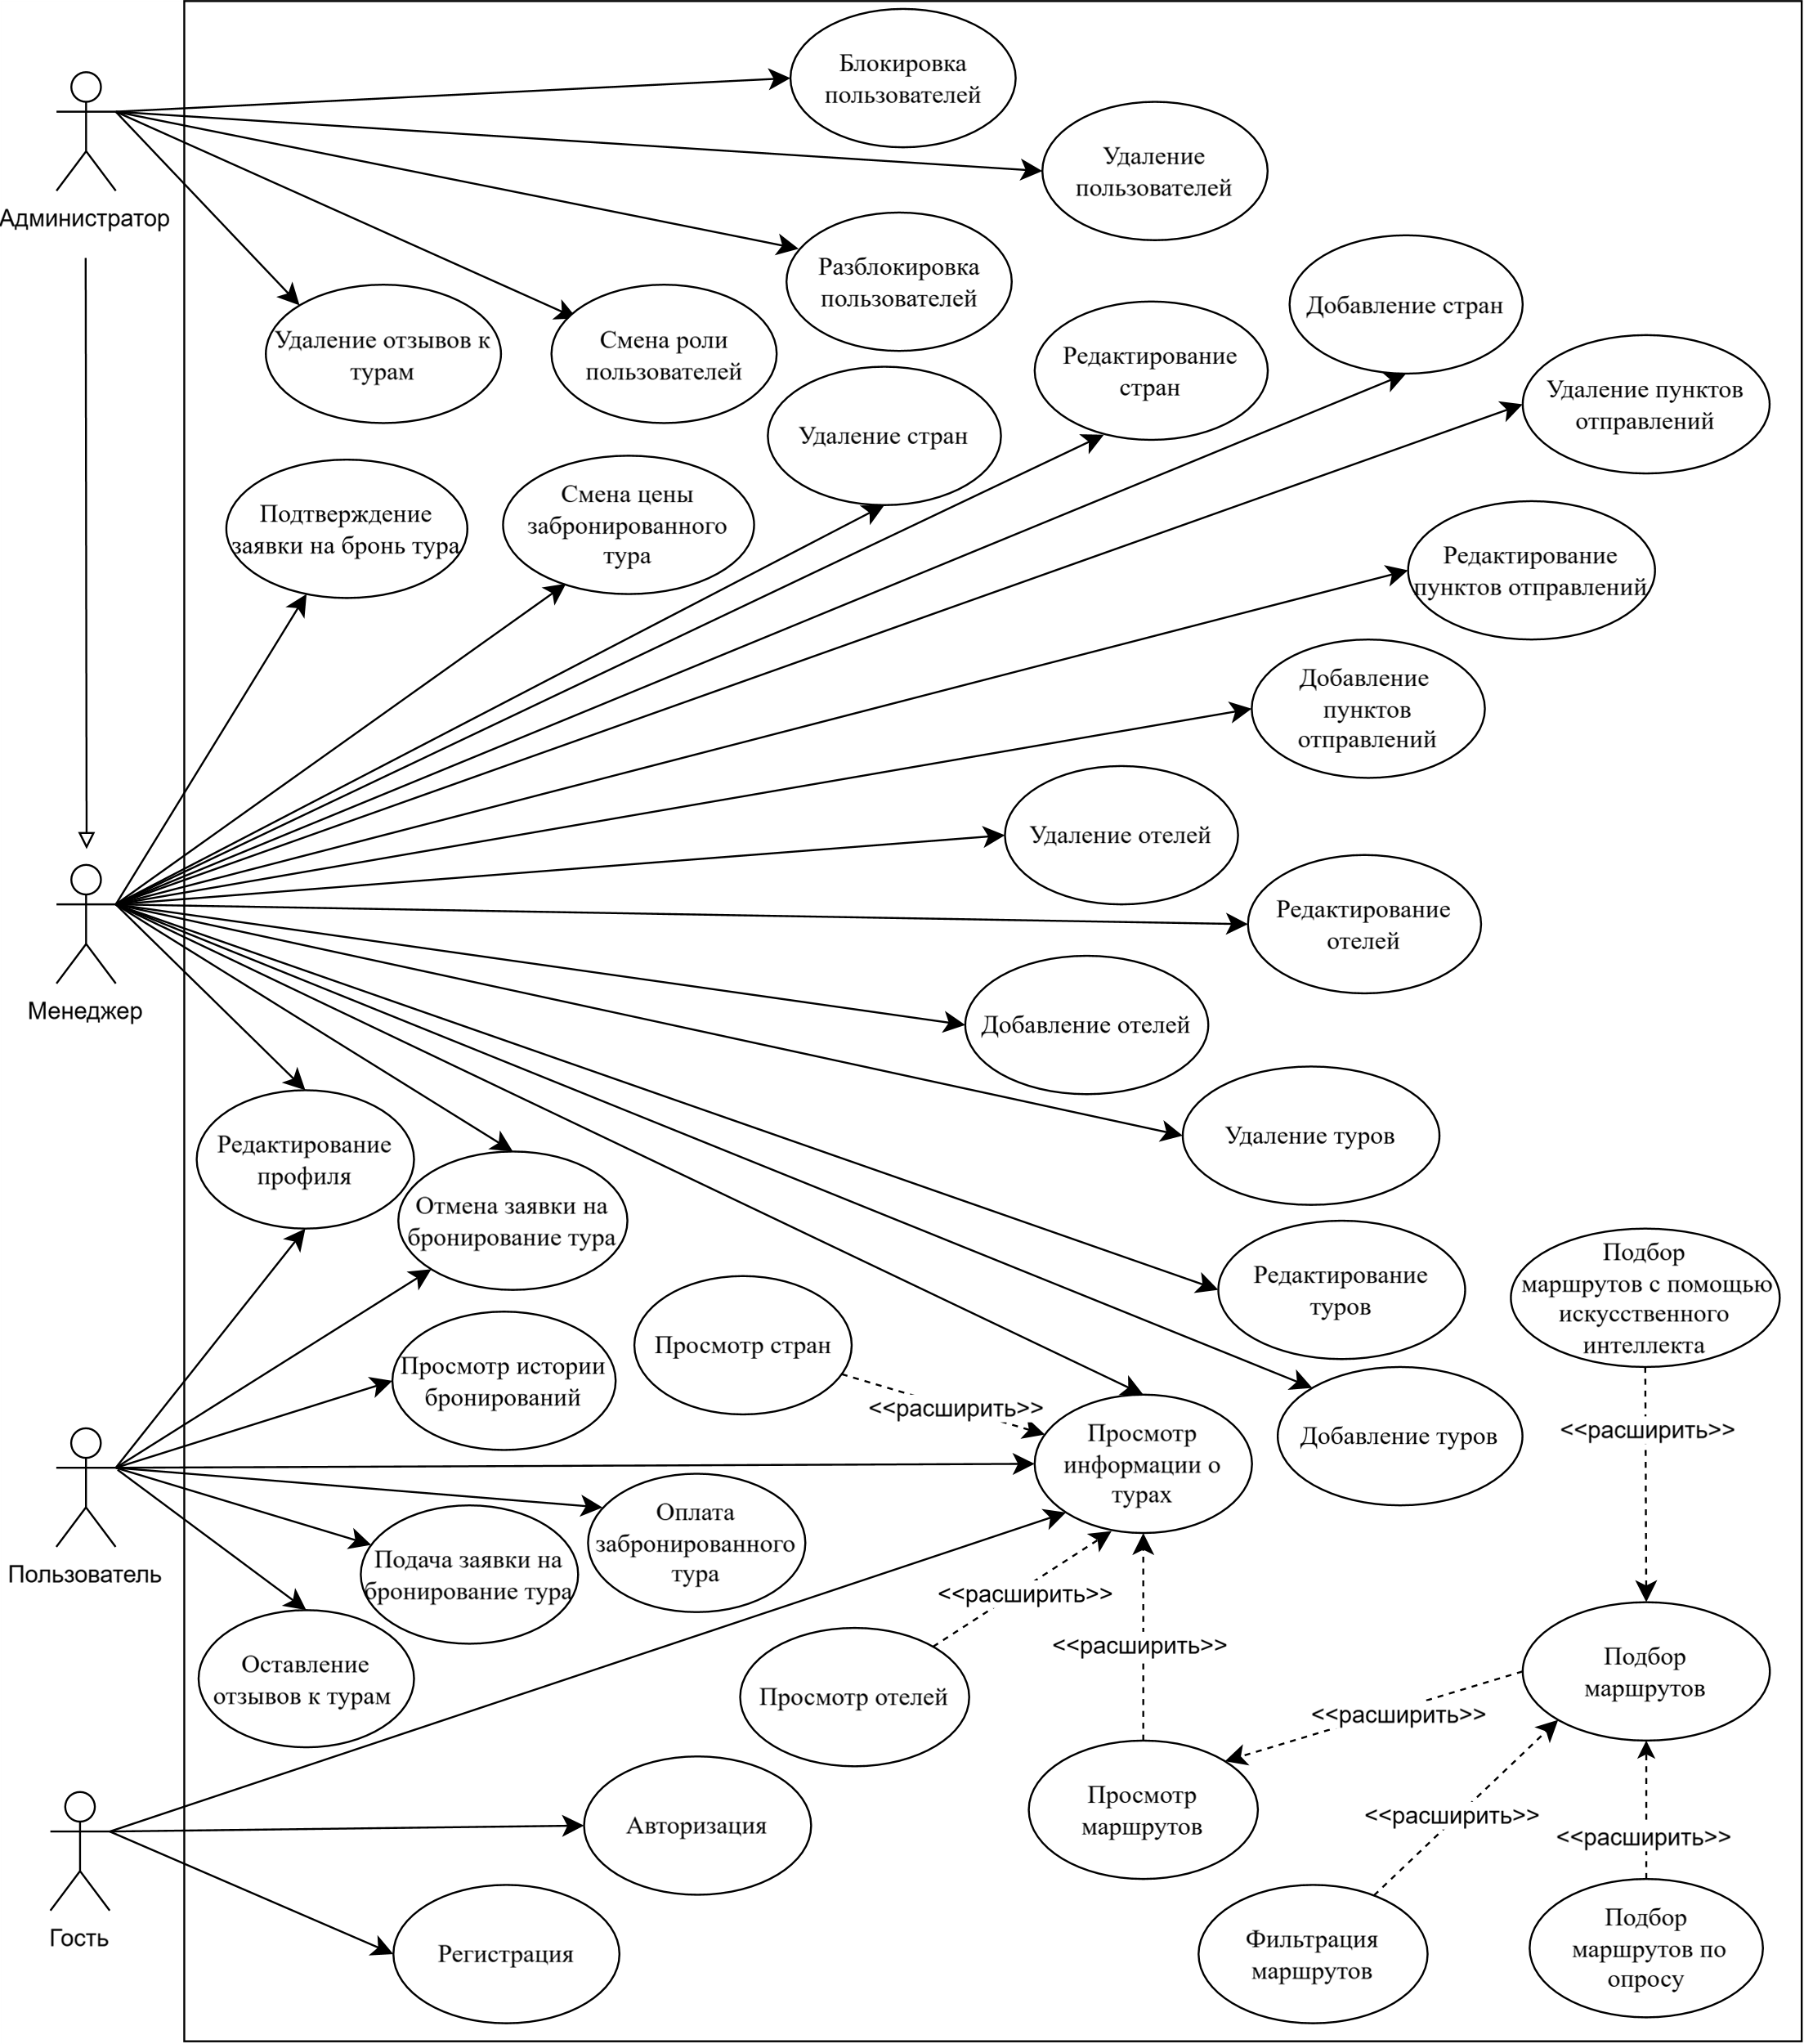 Блокировка
пользователей
Удаление
пользователей
Администратор
Разблокировка
пользователей
Добавление стран
Удаление отзывов к
турам
Смена роли
пользователей
Редактирование
стран
Удаление пунктов
отправлений
Удаление стран
Подтверждение
заявки на бронь тура
Смена цены
забронированного
тура
Редактирование
пунктов отправлений
Добавление
пунктов
отправлений
Удаление отелей
Редактирование
отелей
Менеджер
Добавление отелей
Удаление туров
Редактирование
профиля
Отмена заявки на
бронирование тура
Редактирование
туров
Подбор
маршрутов с помощью
искусственного
интеллекта
Просмотр стран
Просмотр истории
бронирований
<<расширить>>
Просмотр
информации о
турах
Добавление туров
<<расширить>>
Пользователь
Оплата
забронированного
тура
Подача заявки на
бронирование тура
<<расширить>>
<<расширить>>
Оставление
отзывов к турам
Просмотр отелей
Подбор
маршрутов
<<расширить>>
Просмотр
маршрутов
<<расширить>>
<<расширить>>
Авторизация
Гость
Регистрация
Фильтрация
маршрутов
Подбор
маршрутов по
опросу